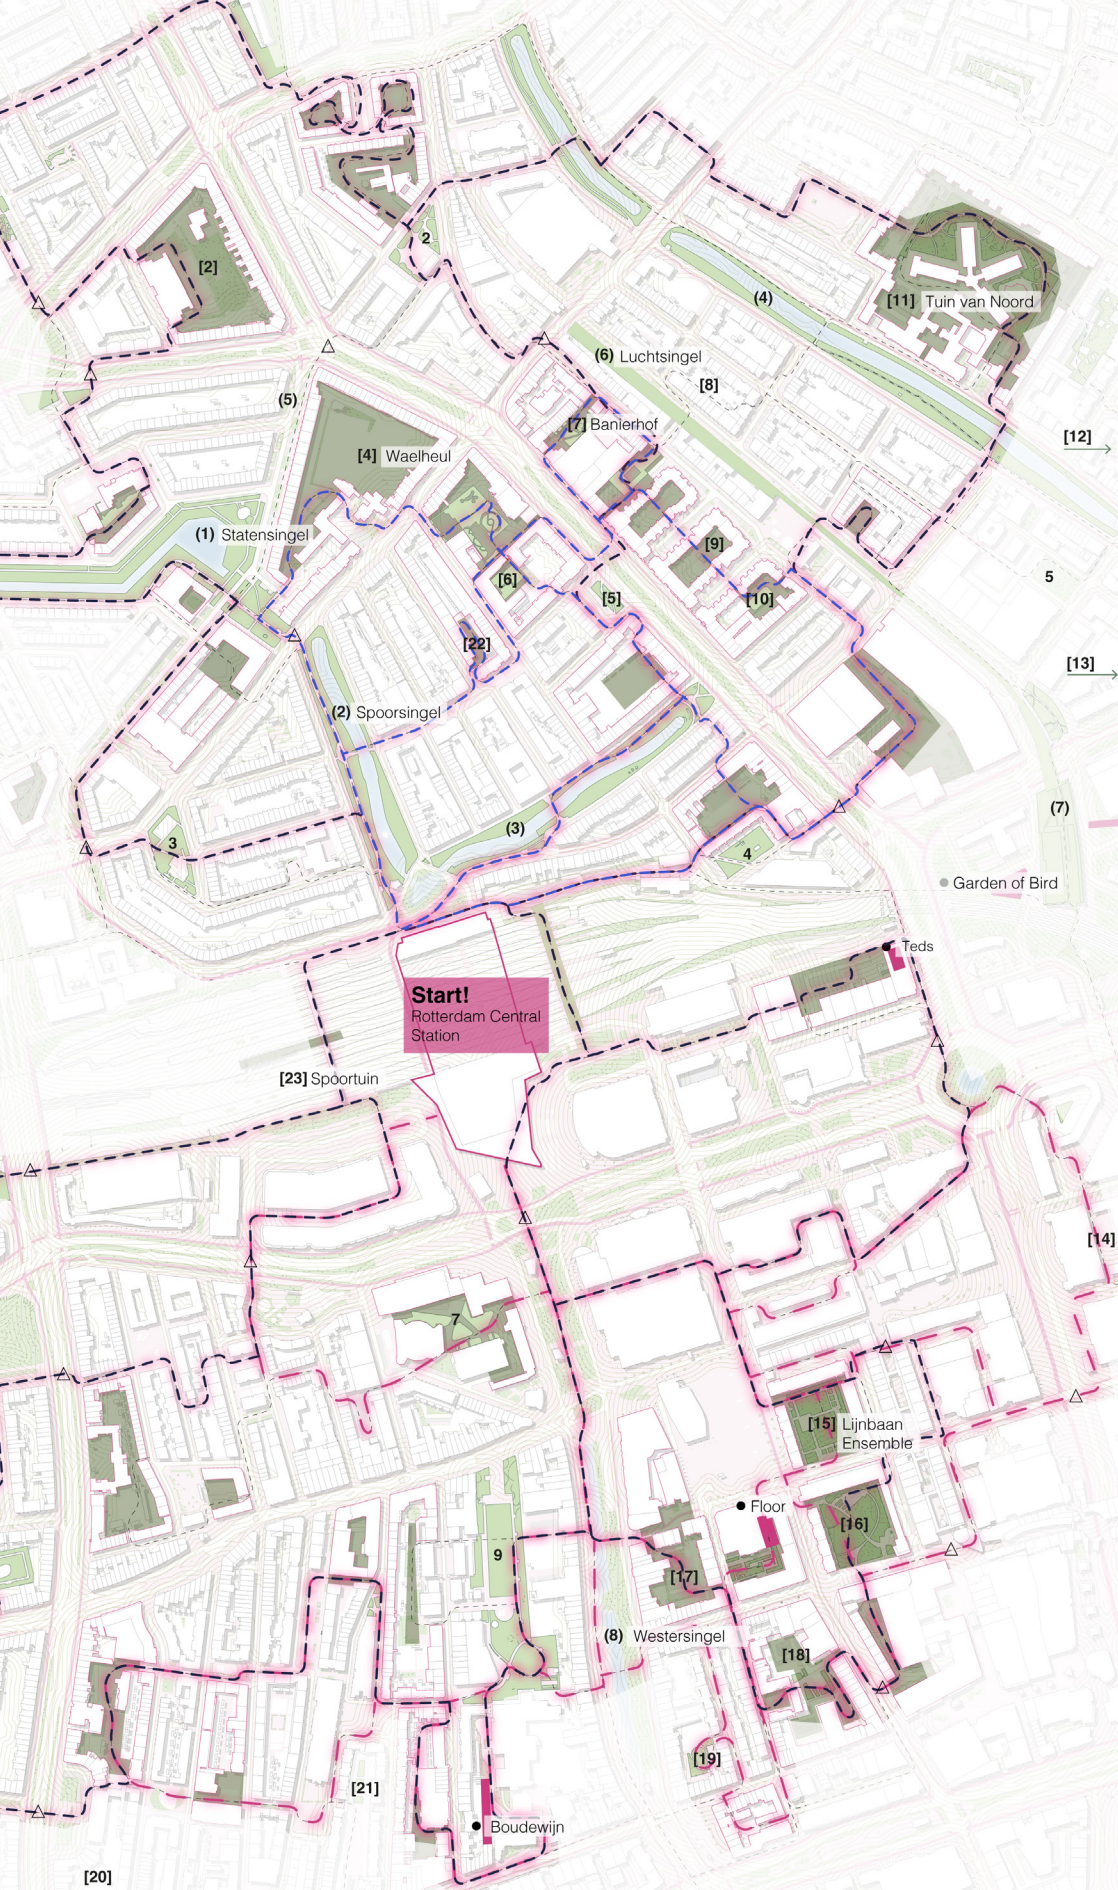 2
[2]
[11] Tuin van Noord
(4)
(6) Luchtsingel
[8]
(5)
[7] Banierhof
[12]
[4] Waelheul
(1) Statensingel
[9]
[6]
5
[5]
[10]
[22]
[13]
(2) Spoorsingel
(7)
(3)
3
4
Garden of Bird
Teds
Start!
Rotterdam Central
Station
[23] Spoortuin
[14]
7
[15] Lijnbaan
Ensemble
Floor
[16]
9
[17]
(8) Westersingel
[18]
[19]
[21]
Boudewijn
[20]